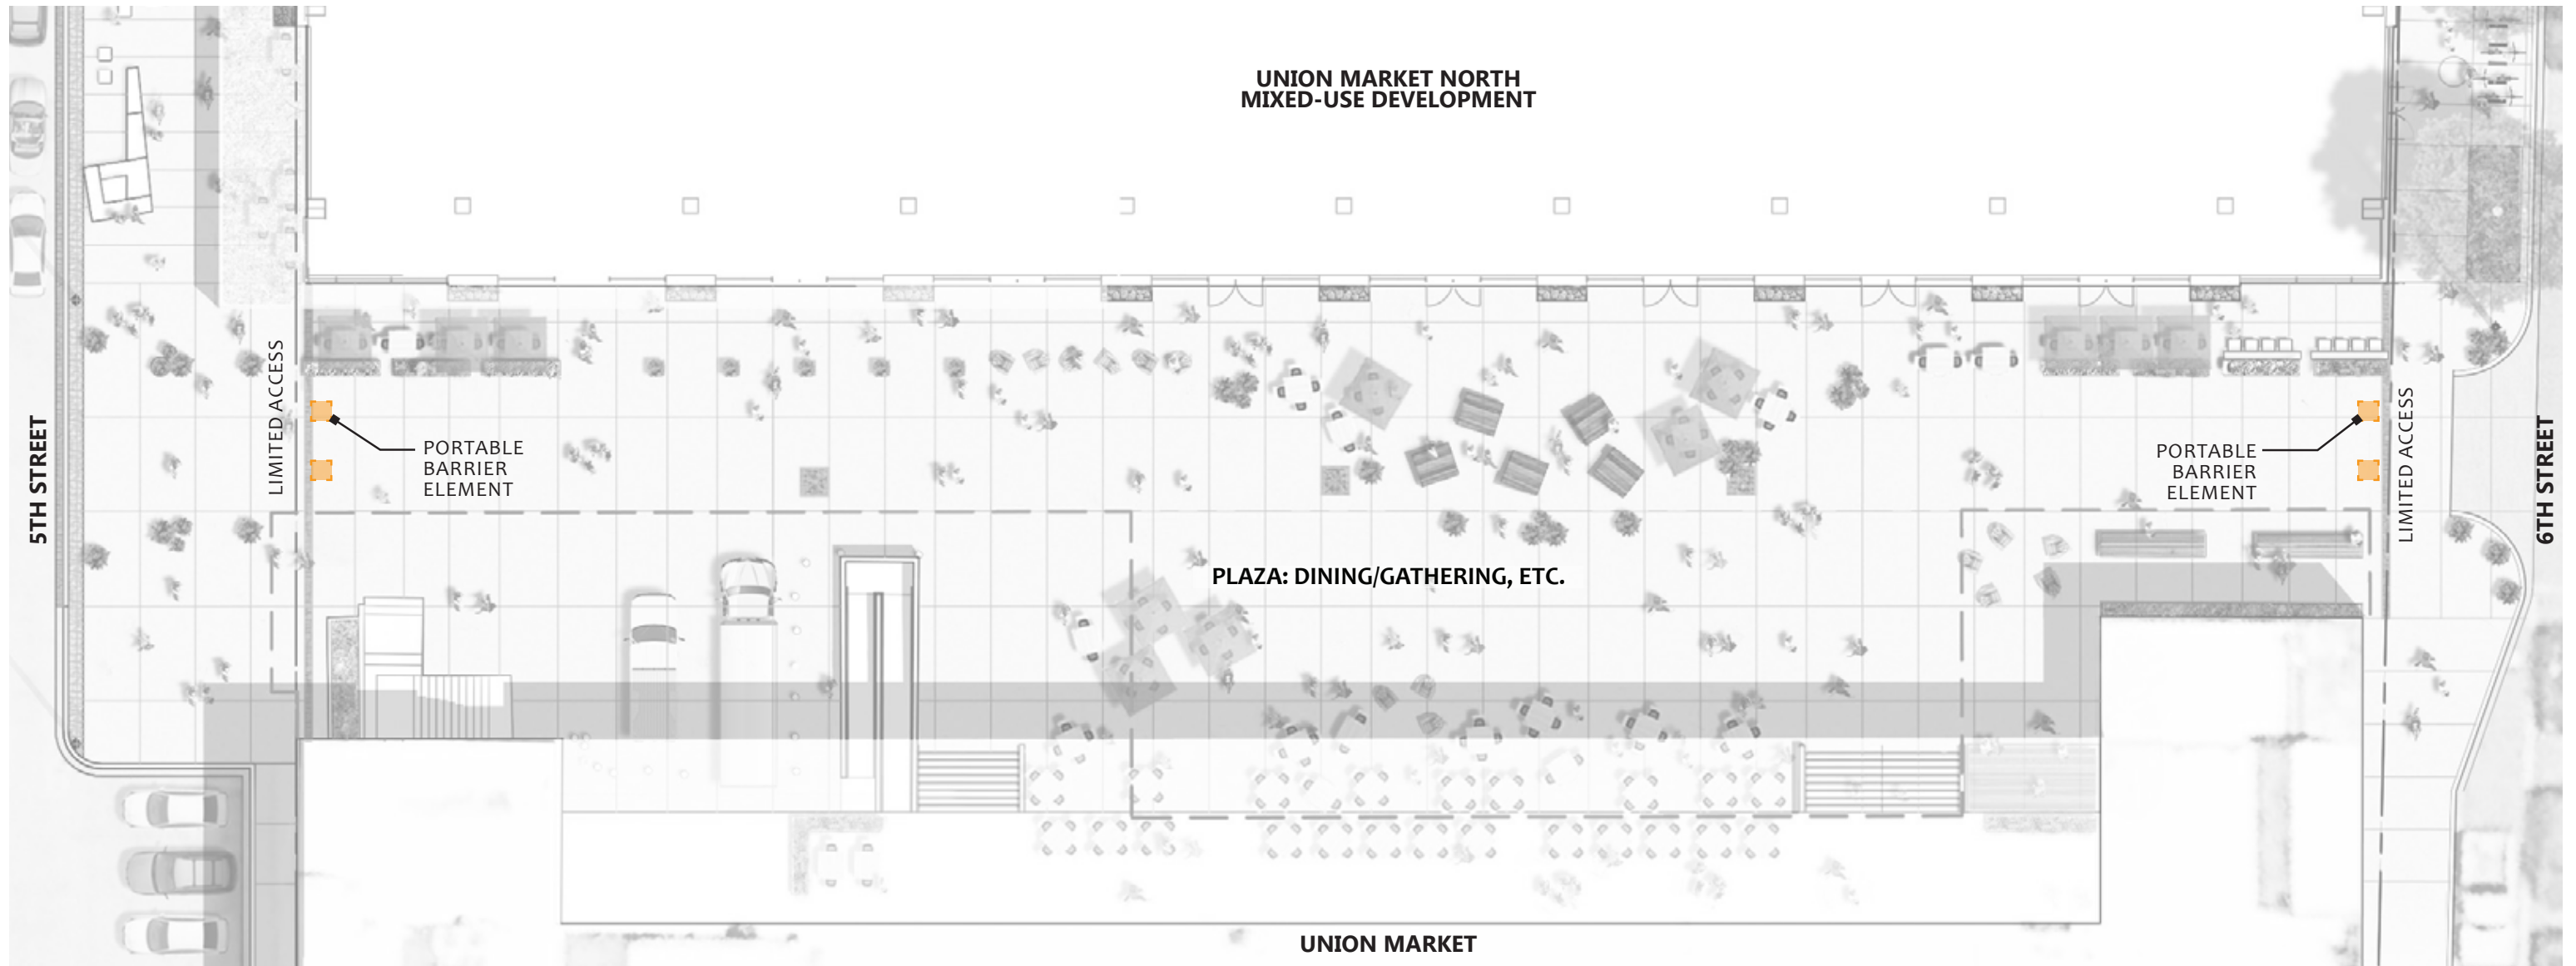 UNION MARKET NORTH
MIXED-USE DEVELOPMENT
LIMITED ACCESS
5TH STREET
PORTABLE
BARRIER
ELEMENT
PORTABLE
BARRIER
ELEMENT
LIMITED ACCESS
6TH STREET
PLAZA: DINING/GATHERING, ETC.
UNION MARKET